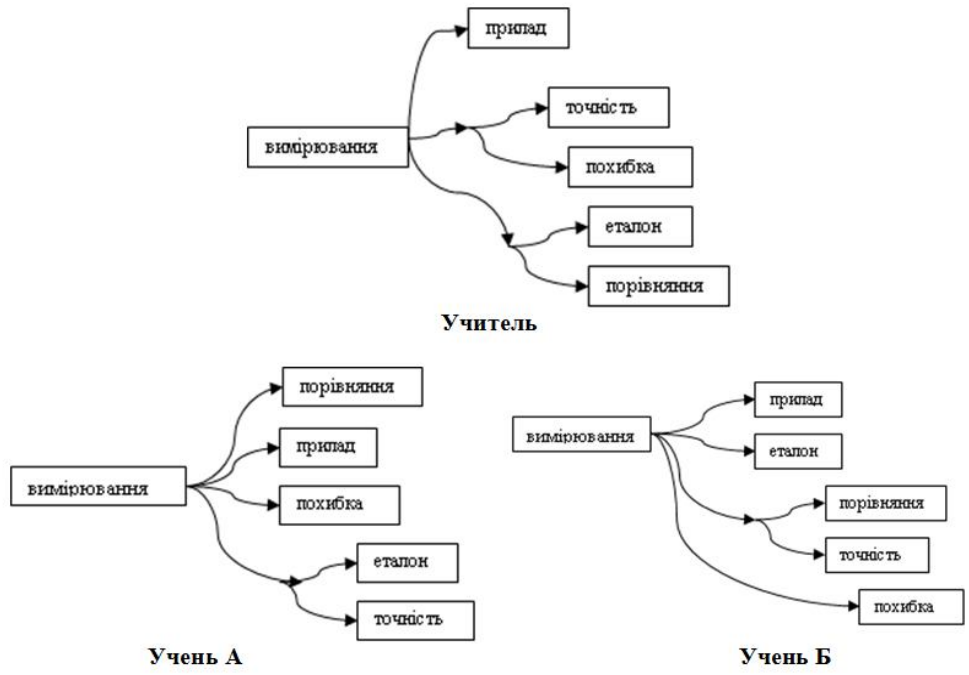 прилад
точність
вимірювання
похибка
еталон
порівняння
Учитель
порівняння
прилад
вимірювання
похибка
еталон
точність
Учень А
прилад
вимірювання
еталон
порівняння
точність
похибка
Учень Б